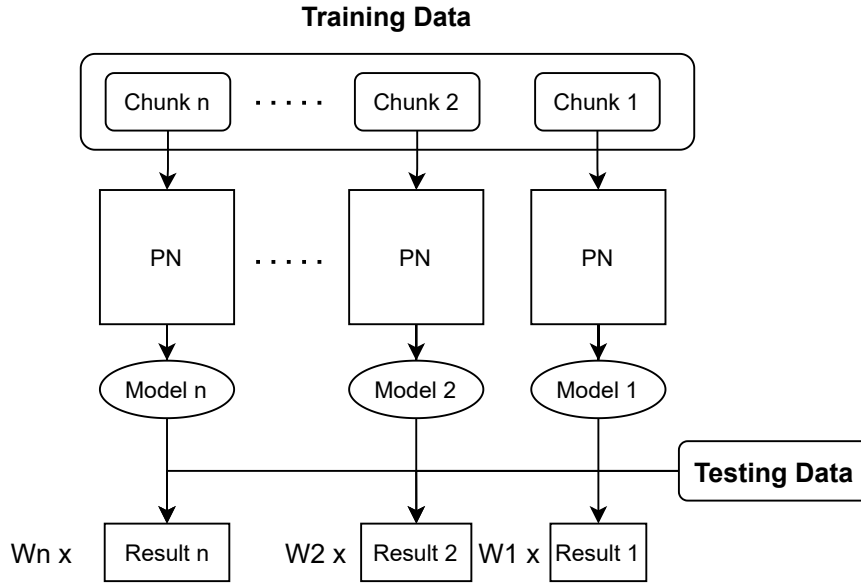 Training Data
Chunk n ..... Chunk 2 Chunk 1
PN ..... PN PN
Model n Model 2 Model 1
Testing Data
Wn x Result n W2 x Result 2 W1 x Result 1